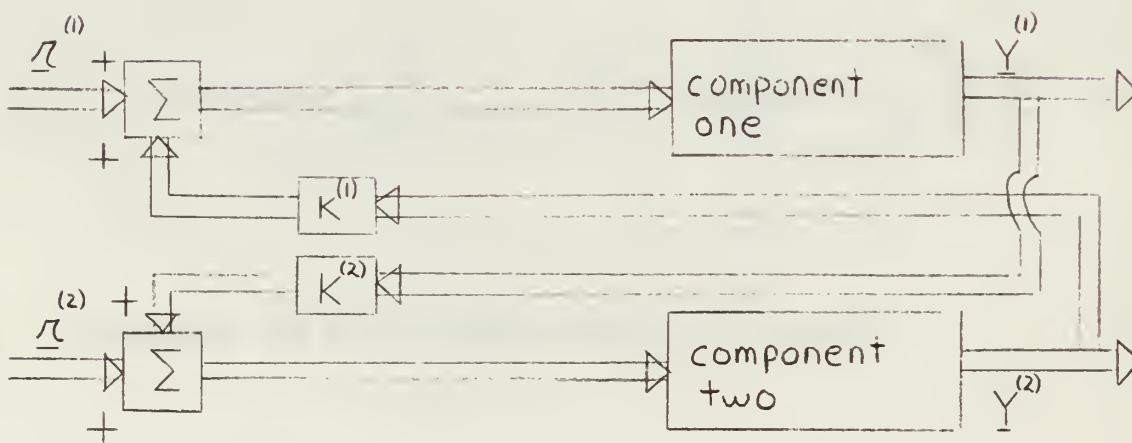 r^(1)
+
Σ
+
component
one
Y^(1)
K^(1)
K^(2)
r^(2)
+
Σ
+
component
two
Y^(2)